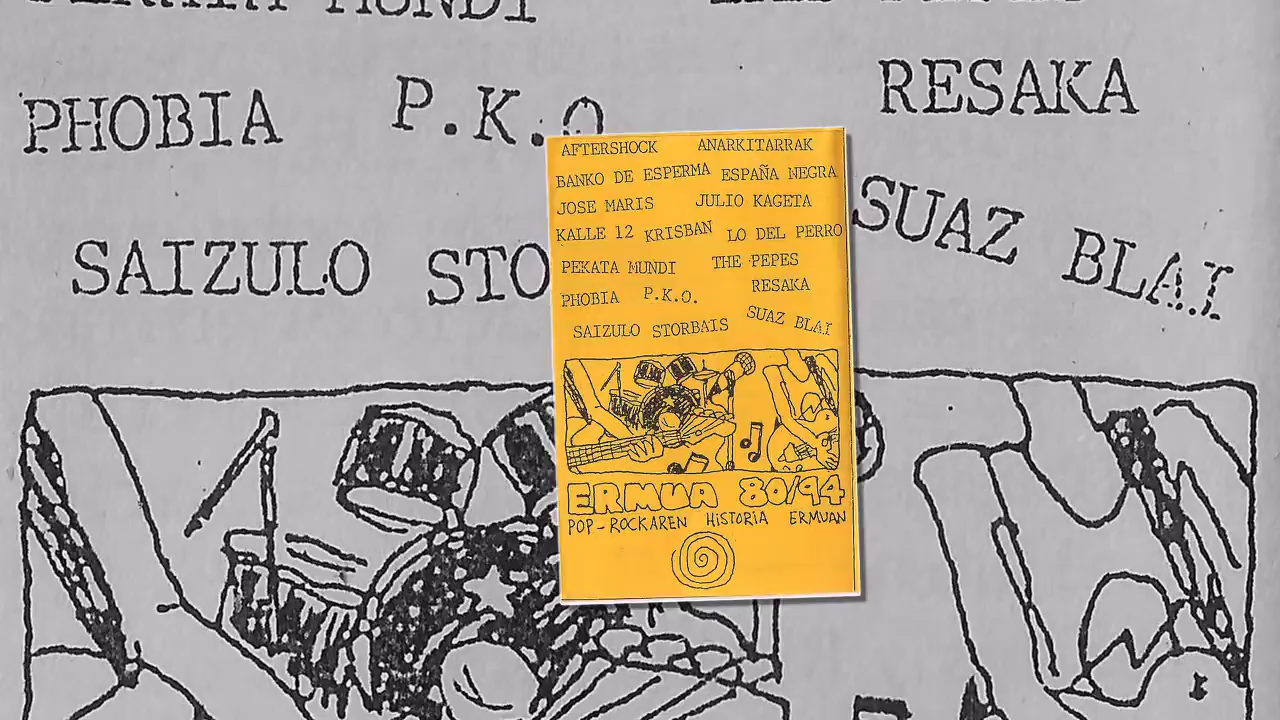 PHOBIA P.K.O
RESAKA
SAIZULO STO
SUAZ BLAI
AFTERSHOCK ANARKITARRAK
BANKO DE ESPERMA ESPAÑA NEGRA
JOSE MARIS JULIO KAGETA
KALLE 12 KRISBAN LO DEL PERRO
PEKATA MUNDI THE PEPES
PHOBIA P.K.O. RESAKA
SAIZULO STORBAIS SUAZ BLAI
ERMUA 80/94
POP-ROCKAREN HiSTORiA ERMUAN